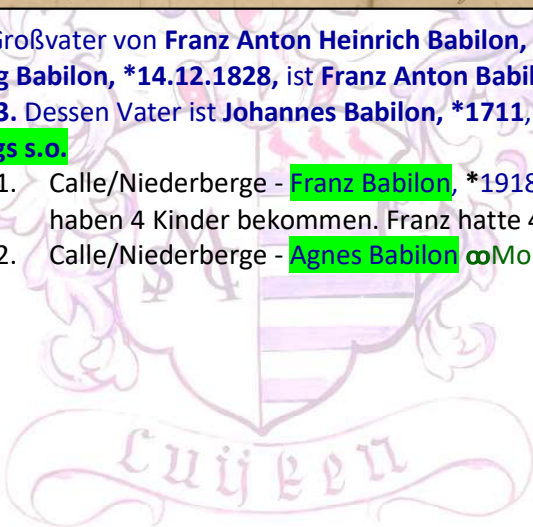 Großvater von Franz Anton Heinrich Babilon,
g Babilon, *14.12.1828, ist Franz Anton Babil
3. Dessen Vater ist Johannes Babilon, *1711,
gs s.o.
1. Calle/Niederberge - Franz Babilon, *1918
haben 4 Kinder bekommen. Franz hatte 4
2. Calle/Niederberge - Agnes Babilon ꝏMo
S M C
Cuijken